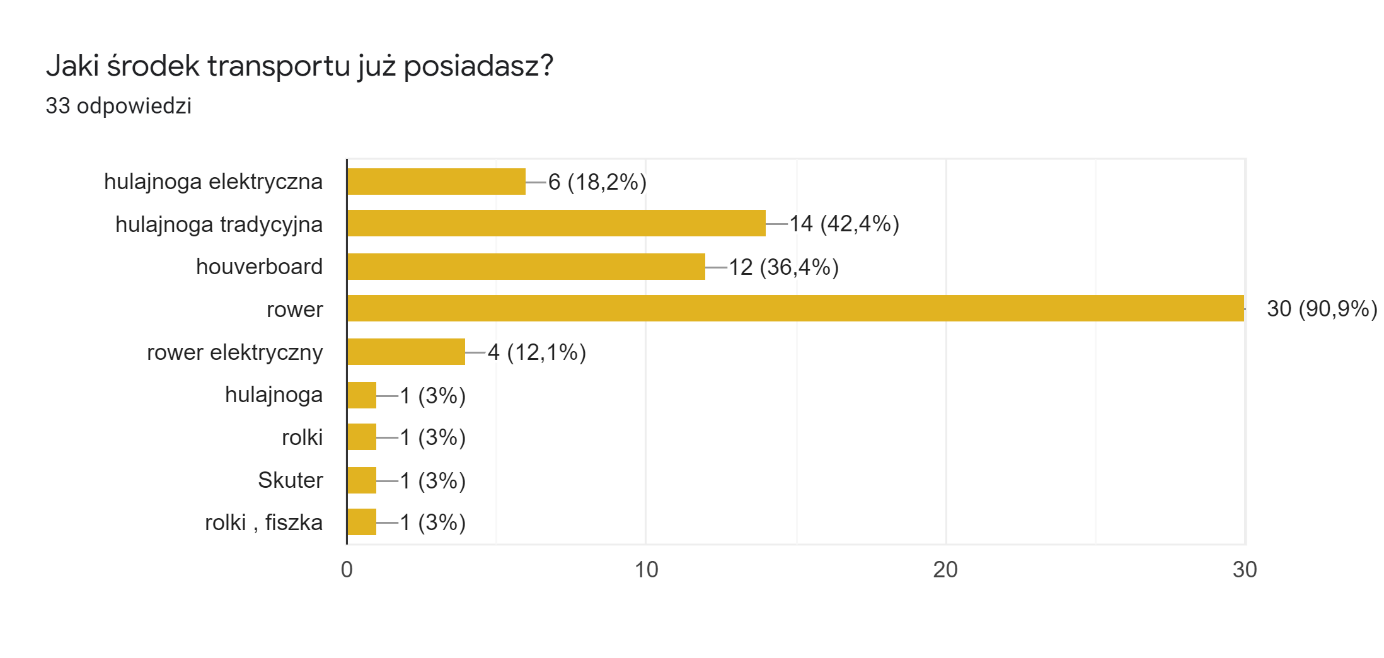 Jaki środek transportu już posiadasz?
33 odpowiedzi
hulajnoga elektryczna 6 (18,2%)
hulajnoga tradycyjna 14 (42,4%)
houverboard 12 (36,4%)
rower 30 (90,9%)
rower elektryczny 4 (12,1%)
hulajnoga 1 (3%)
rolki 1 (3%)
Skuter 1 (3%)
rolki , fiszka 1 (3%)
0 10 20 30